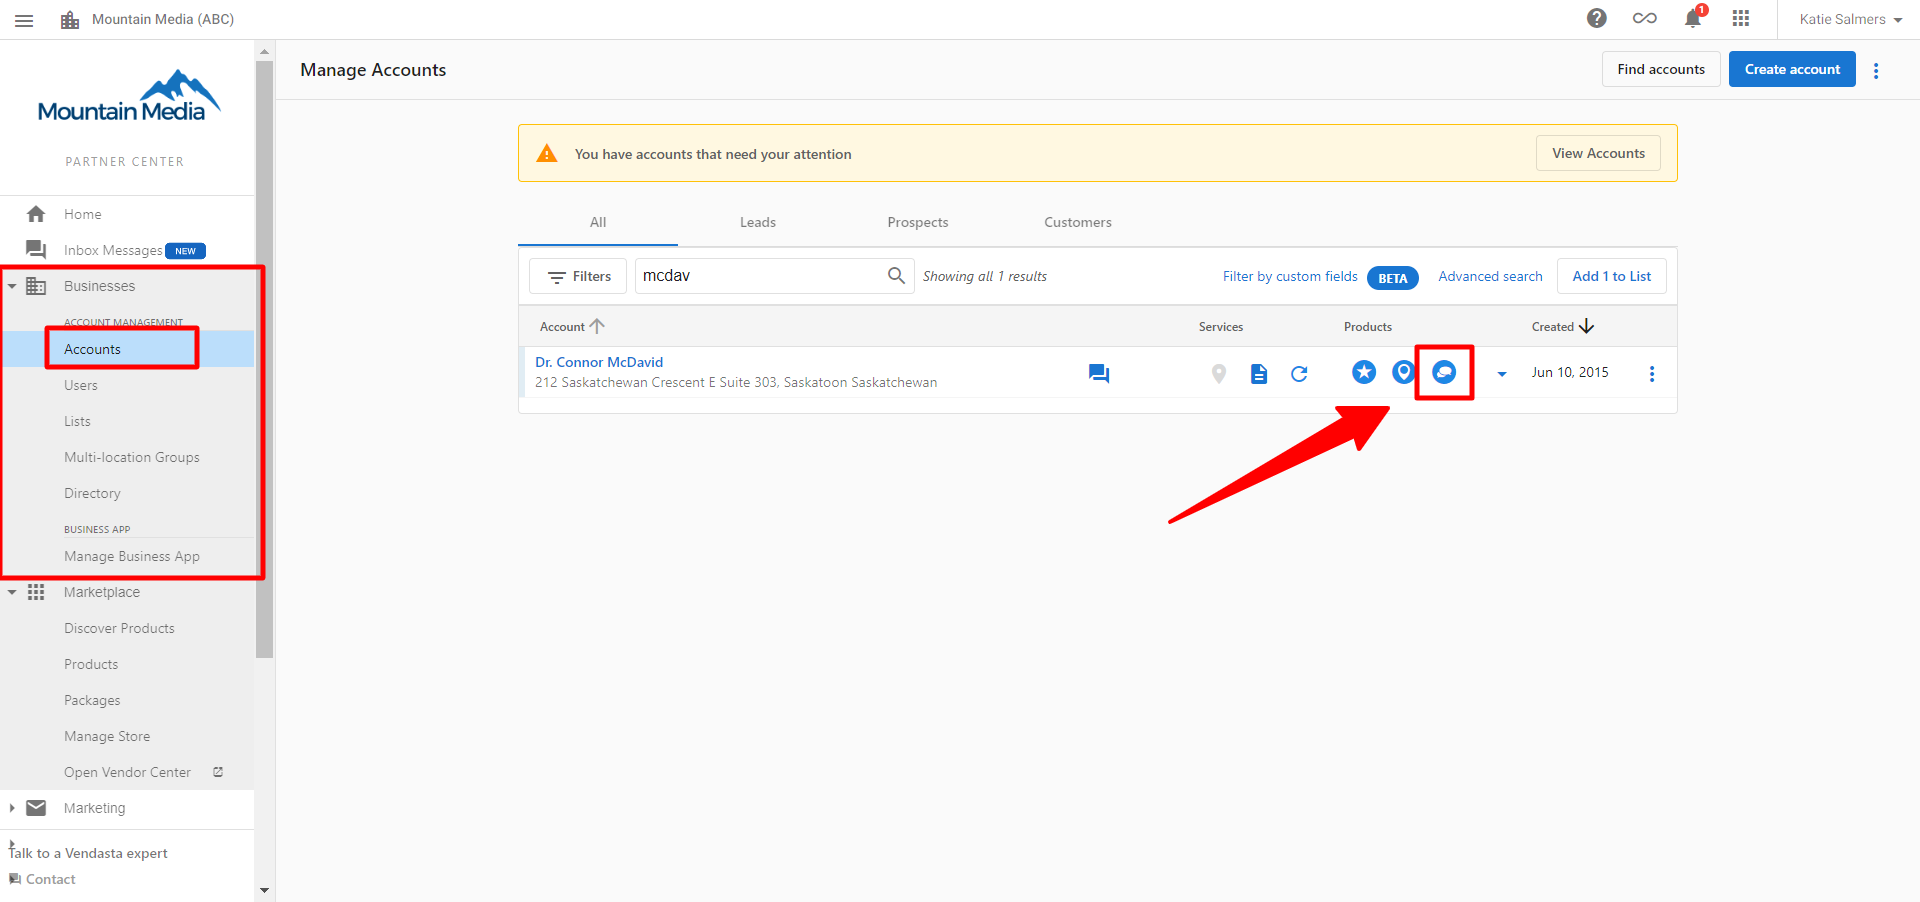 Mountain Media (ABC)
1
Katie Salmers
Mountain Media
PARTNER CENTER
Home
Inbox Messages NEW
Businesses
ACCOUNT MANAGEMENT
Accounts
Users
Lists
Multi-location Groups
Directory
BUSINESS APP
Manage Business App
Marketplace
Discover Products
Products
Packages
Manage Store
Open Vendor Center
Marketing
Talk to a Vendasta expert
Contact
Manage Accounts
Find accounts
Create account
You have accounts that need your attention
View Accounts
All Leads Prospects Customers
Filters
mcdav
Showing all 1 results
Filter by custom fields BETA
Advanced search
Add 1 to List
Account Services Products Created
Dr. Connor McDavid
212 Saskatchewan Crescent E Suite 303, Saskatoon Saskatchewan
Jun 10, 2015